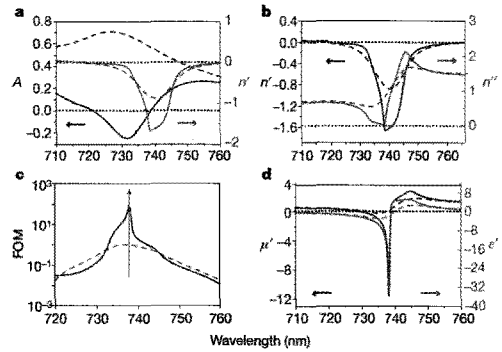 a
b
0.8
0.6
0.4
0.2
0.0
-0.2
A
1
0
-1
-2
n′
710 720 730 740 750 760
0.4
0.0
-0.4
-0.8
-1.2
-1.6
n′
3
2
1
0
n″
710 720 730 740 750 760
c
d
10³
10¹
10⁻¹
10⁻³
FOM
720 730 740 750 760
4
0
-4
-8
-12
μ′
8
0
-8
-16
-24
-32
-40
ε′
710 720 730 740 750 760
Wavelength (nm)